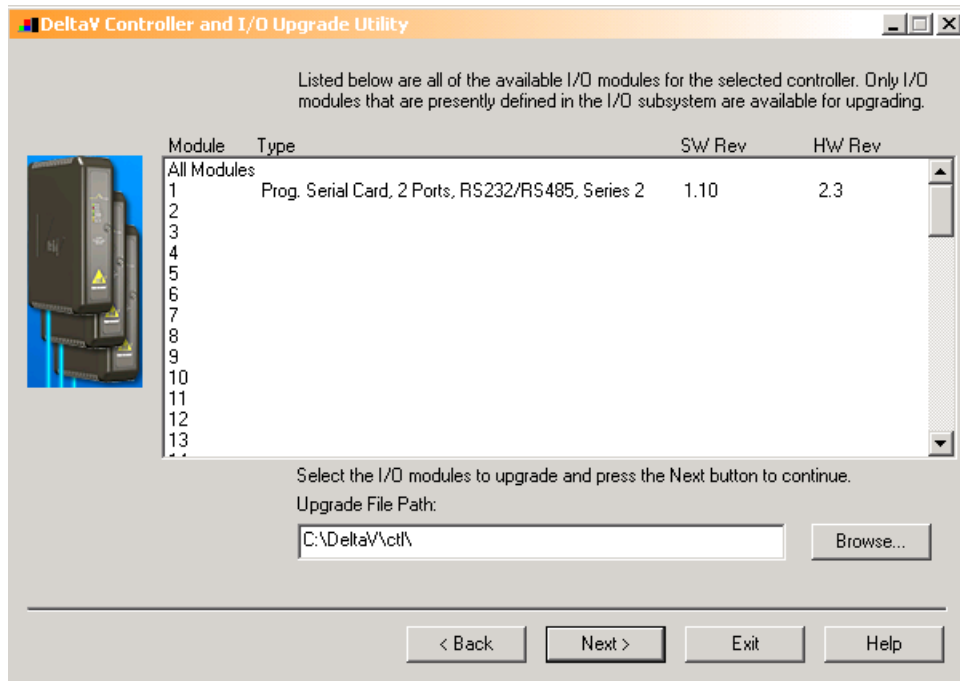 DeltaV Controller and I/O Upgrade Utility
Listed below are all of the available I/O modules for the selected controller. Only I/O
modules that are presently defined in the I/O subsystem are available for upgrading.
Module Type SW Rev HW Rev
All Modules
1 Prog. Serial Card, 2 Ports, RS232/RS485, Series 2 1.10 2.3
2
3
4
5
6
7
8
9
10
11
12
13
Select the I/O modules to upgrade and press the Next button to continue.
Upgrade File Path:
C:\DeltaV\ctl\ Browse...
< Back Next > Exit Help